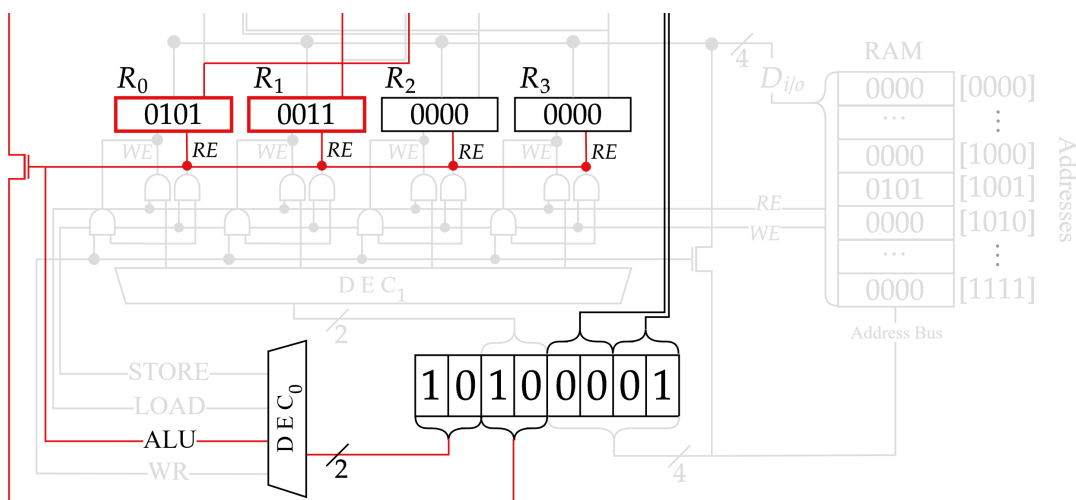 RAM
4
D i/o
R0 R1 R2 R3
0000 [0000]
0101 0011 0000 0000
... ⋮
WE RE WE RE WE RE WE RE
0000 [1000]
0101 [1001]
RE
0000 [1010]
WE
Addresses
... ⋮
DEC1
0000 [1111]
2
Address Bus
STORE
1 0 1 0 0 0 0 1
LOAD
DEC0
ALU
2
WR
4